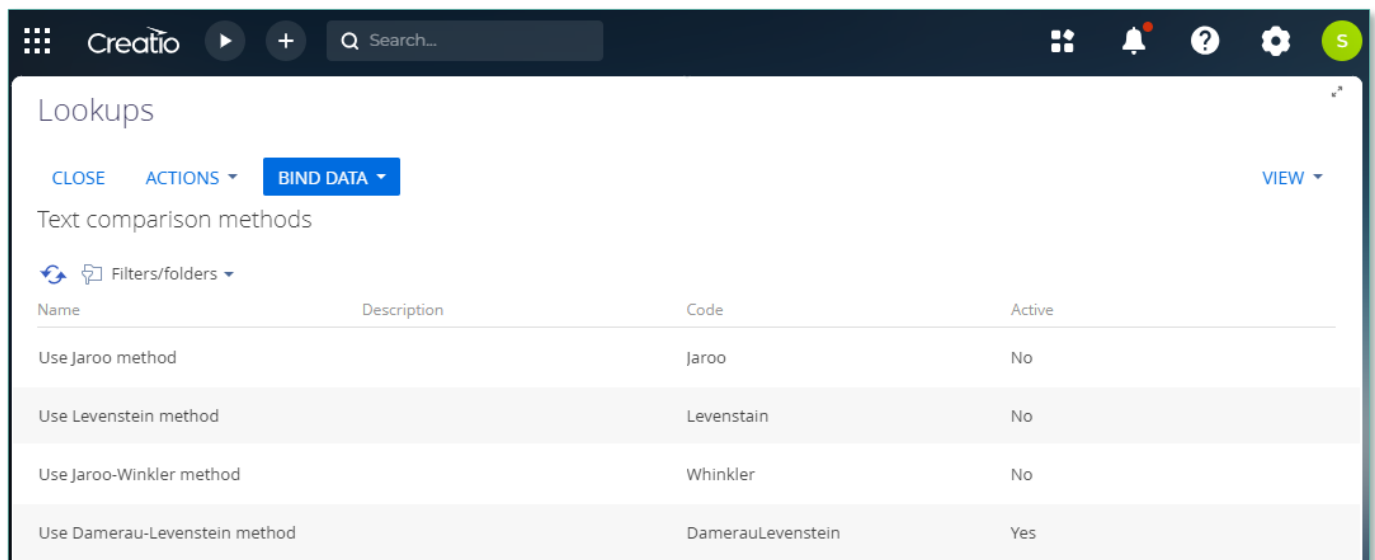 Creatio Search... S
Lookups
CLOSE ACTIONS BIND DATA VIEW
Text comparison methods
Filters/folders
Name Description Code Active
Use Jaroo method Jaroo No
Use Levenstein method Levenstain No
Use Jaroo-Winkler method Whinkler No
Use Damerau-Levenstein method DamerauLevenstein Yes